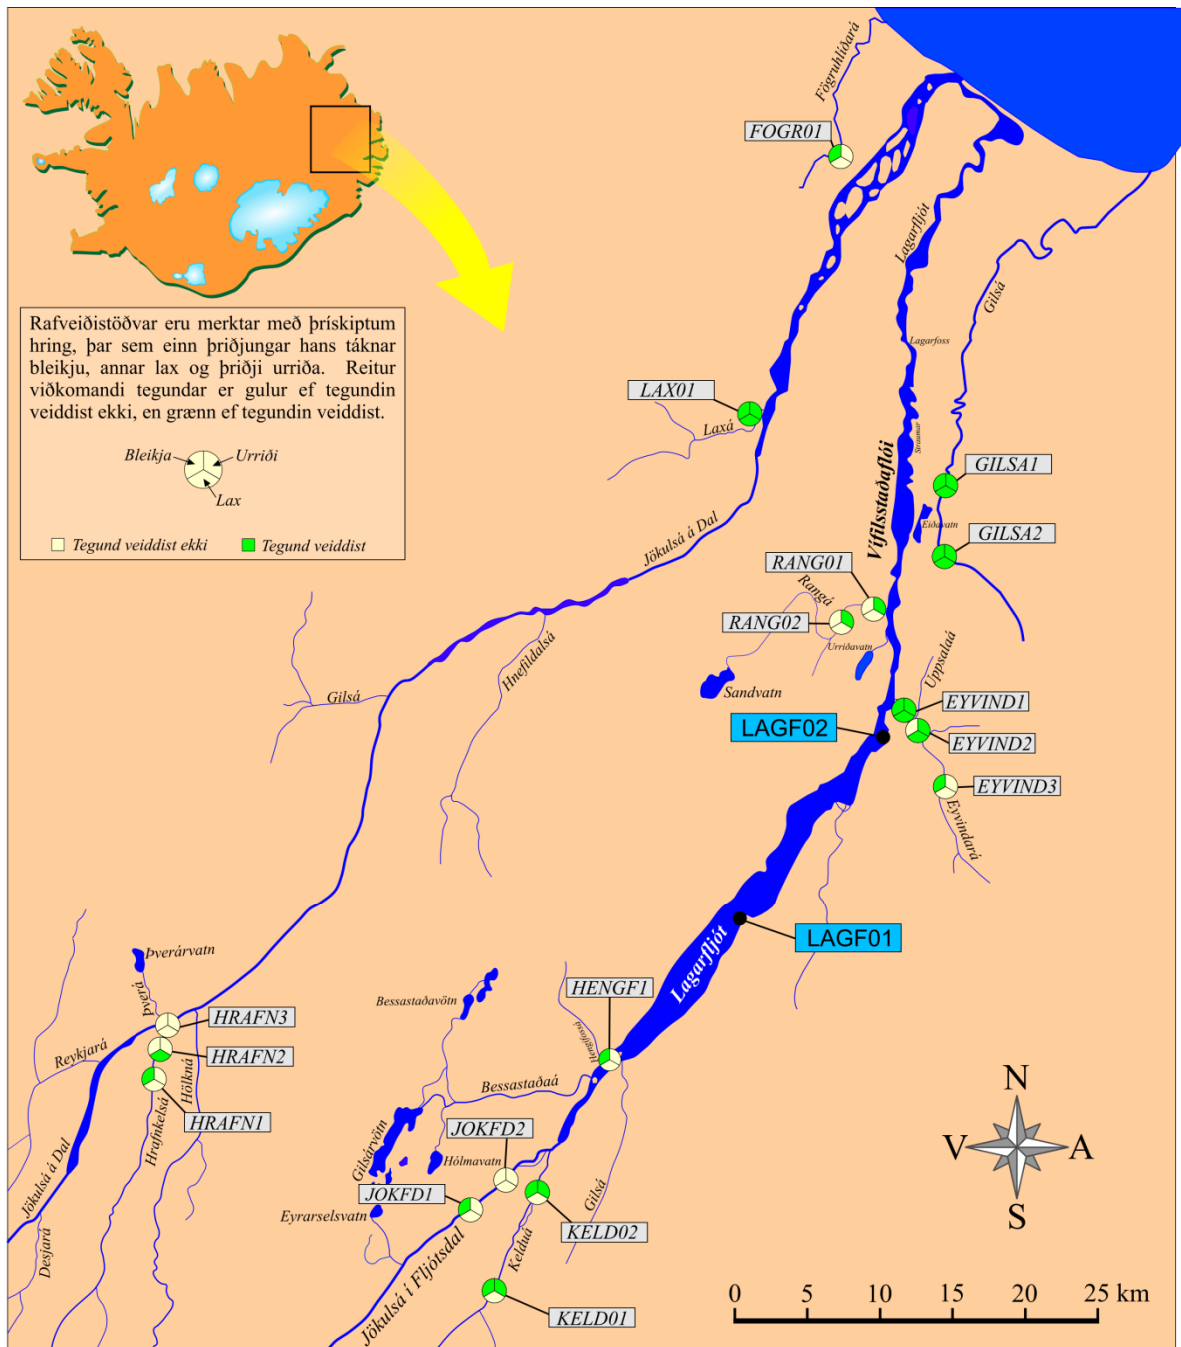 Fögruhlíðará
FOGR01
Lagarfljót
Gilsá
Lagarfoss
Rafveiðistöðvar eru merktar með þrískiptum
hring, þar sem einn þriðjungar hans táknar
bleikju, annar lax og þriðji urriða. Reitur
viðkomandi tegundar er gulur ef tegundin
veiddist ekki, en grænn ef tegundin veiddist.
Bleikja
Urriði
Lax
Tegund veiddist ekki
Tegund veiddist
LAX01
Laxá
Straumar
Vífilsstaðaflói
GILSA1
Eiðavatn
GILSA2
Jökulsá á Dal
RANG01
Rangá
RANG02
Urriðavatn
Uppsalaá
Sandvatn
Hnefildalsá
Gilsá
EYVIND1
LAGF02
EYVIND2
EYVIND3
Eyvindará
LAGF01
Lagarfljót
Þverárvatn
Þverá
HENGF1
Hengifossá
Bessastaðavötn
HRAFN3
Reykjará
HRAFN2
Hölkná
HRAFN1
Hrafnkelsá
Bessastaðaá
JOKFD2
Gilsárvötn
Hólmavatn
JOKFD1
Eyrarselsvatn
Gilsá
KELD02
Kelduá
Jökulsá á Dal
Desjará
Jökulsá í Fljótsdal
KELD01
N
V
A
S
0 5 10 15 20 25 km